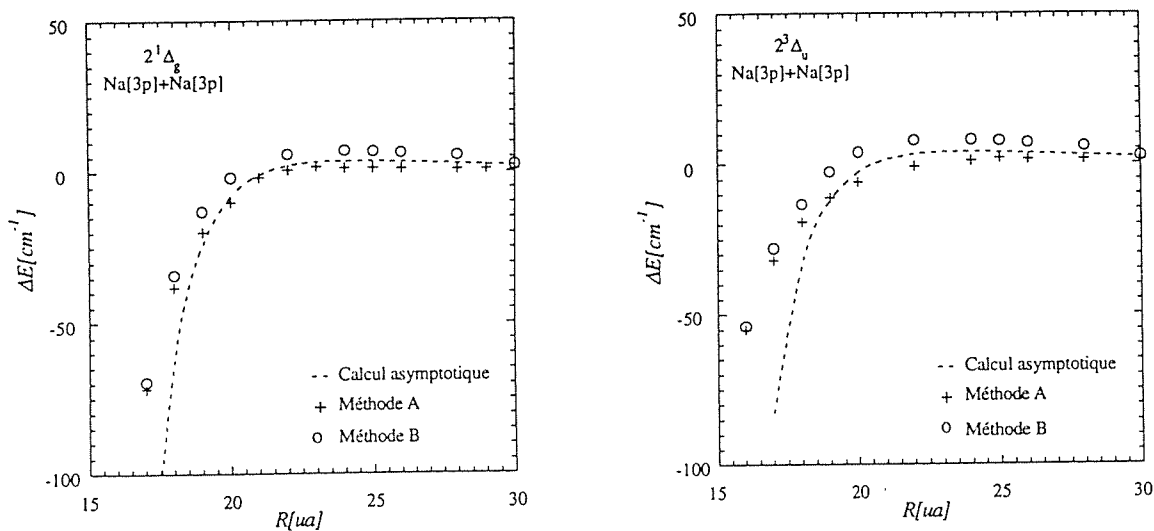 50
2¹Δg
Na[3p]+Na[3p]
0
-50
-100
ΔE[cm⁻¹]
Calcul asymptotique
+ Méthode A
o Méthode B
15 20 25 30
R[ua]
50
2³Δu
Na[3p]+Na[3p]
0
-50
-100
ΔE[cm⁻¹]
Calcul asymptotique
+ Méthode A
o Méthode B
15 20 25 30
R[ua]